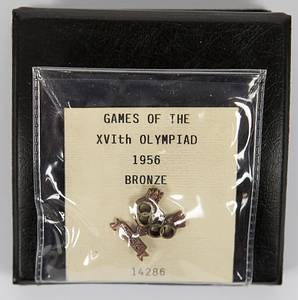 GAMES OF THE
XVIth OLYMPIAD
1956
BRONZE
14286